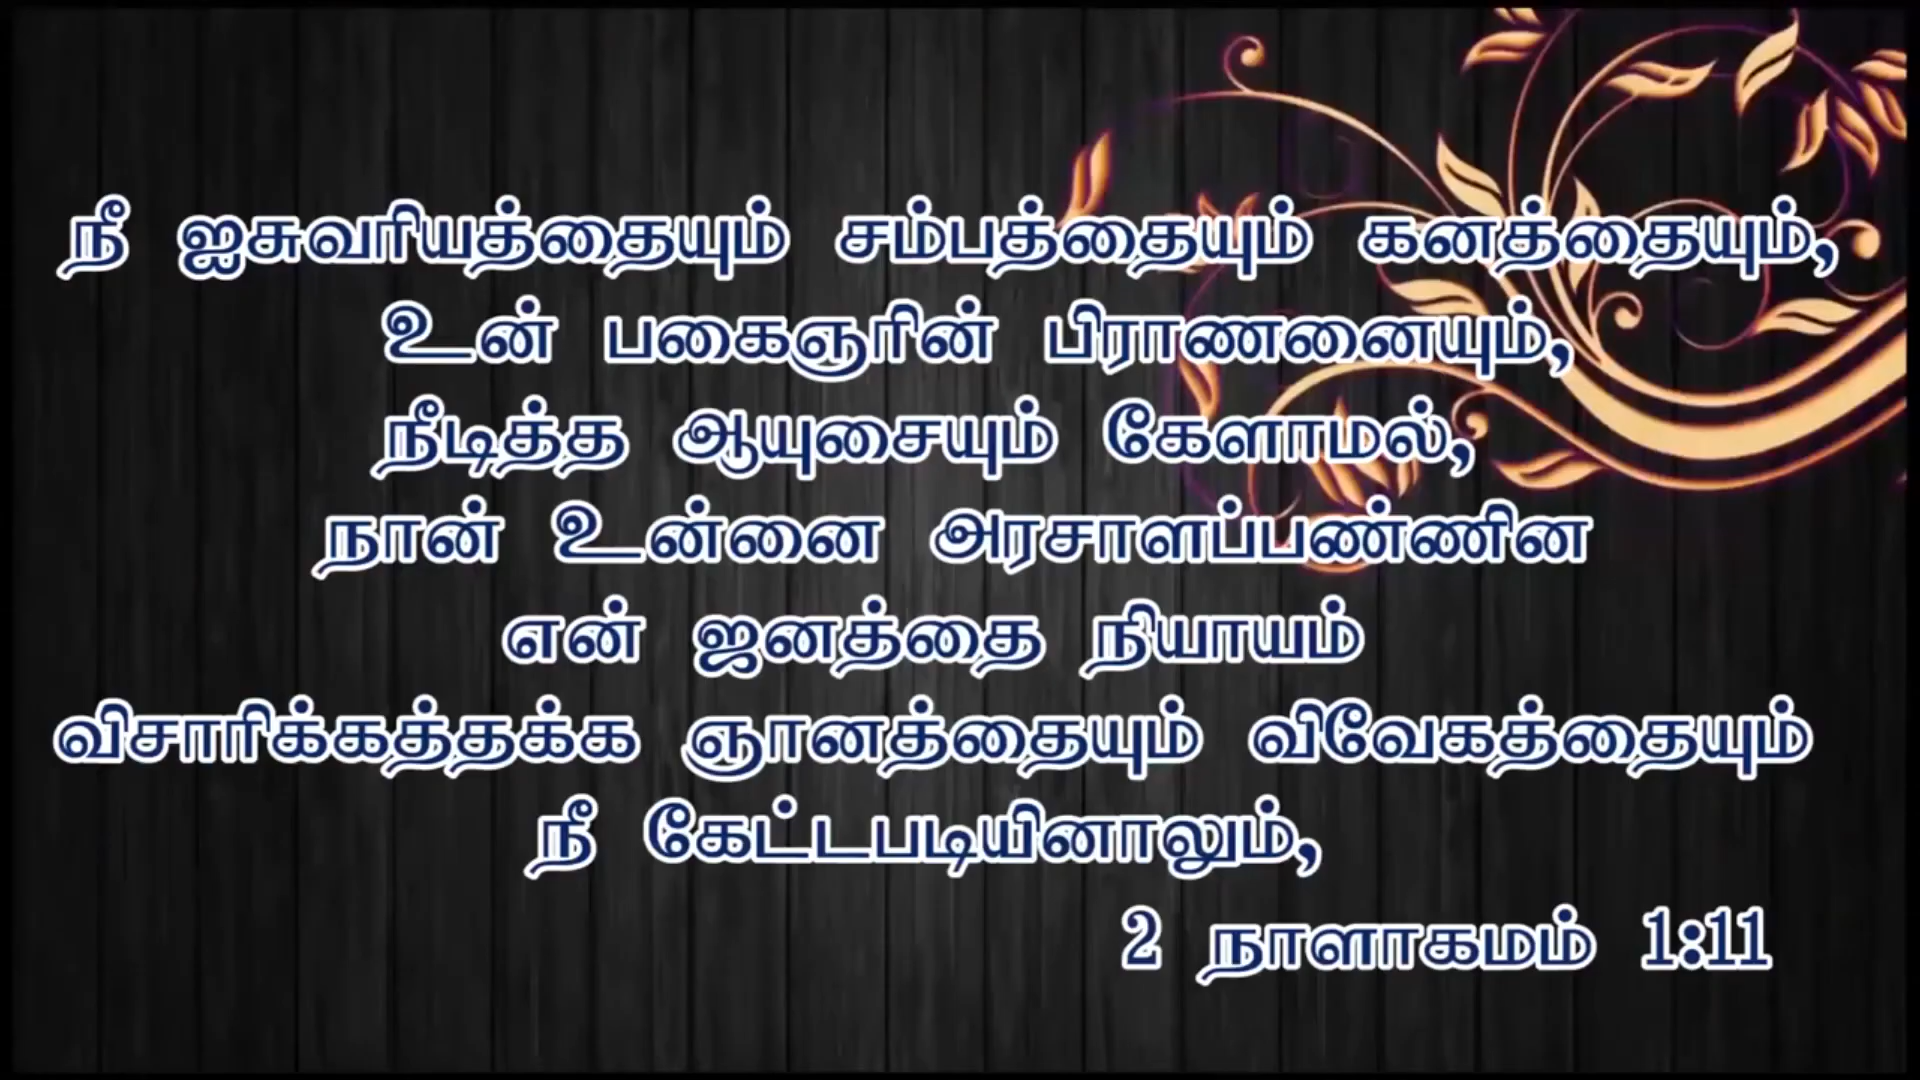 நீ ஐசுவரியத்தையும் சம்பத்தையும் கனத்தையும்,
உன் பகைஞரின் பிராணனையும்,
நீடித்த ஆயுசையும் கேளாமல்,
நான் உன்னை அரசாளப்பண்ணின
என் ஜனத்தை நியாயம்
விசாரிக்கத்தக்க ஞானத்தையும் விவேகத்தையும்
நீ கேட்டபடியினாலும்,
2 நாளாகமம் 1:11